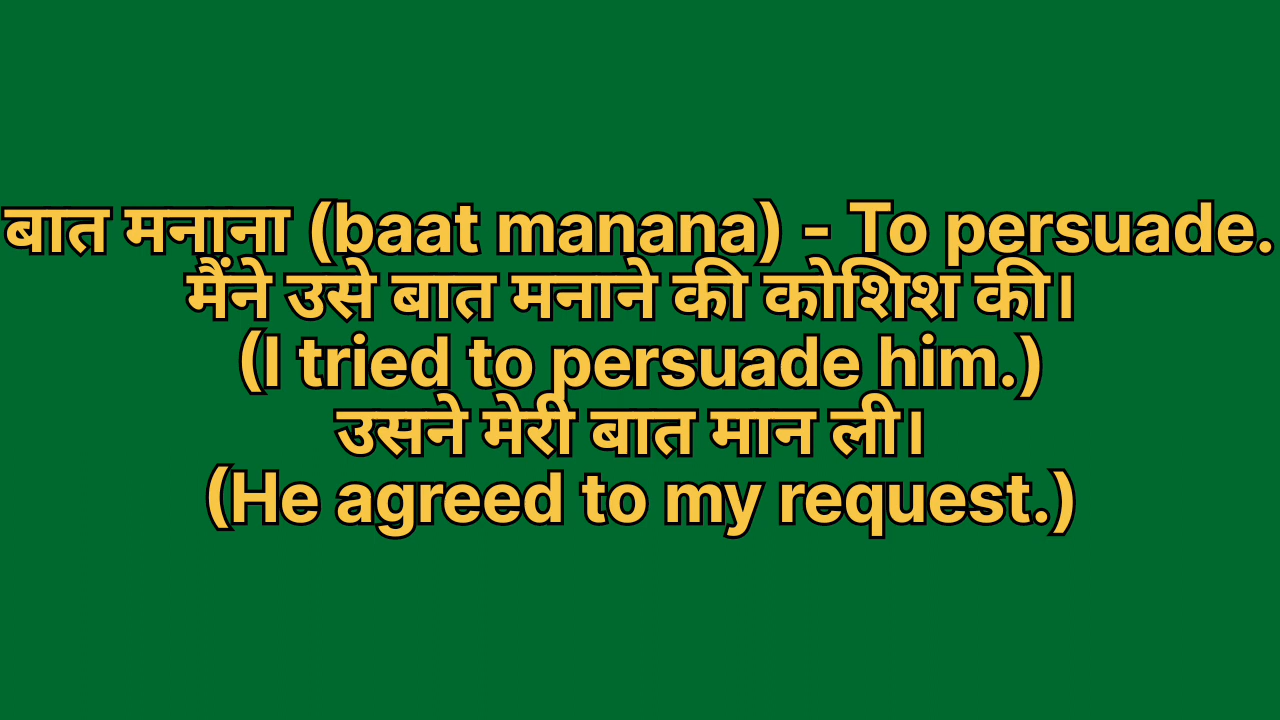 बात मनाना (baat manana) - To persuade.
मैंने उसे बात मनाने की कोशिश की।
(I tried to persuade him.)
उसने मेरी बात मान ली।
(He agreed to my request.)